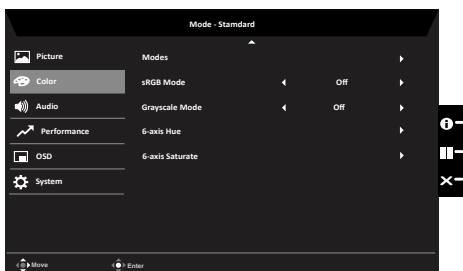 Mode - Stamdard
Picture
Modes
Color
sRGB Mode
Off
Audio
Grayscale Mode
Off
Performance
6-axis Hue
OSD
6-axis Saturate
System
Move
Enter